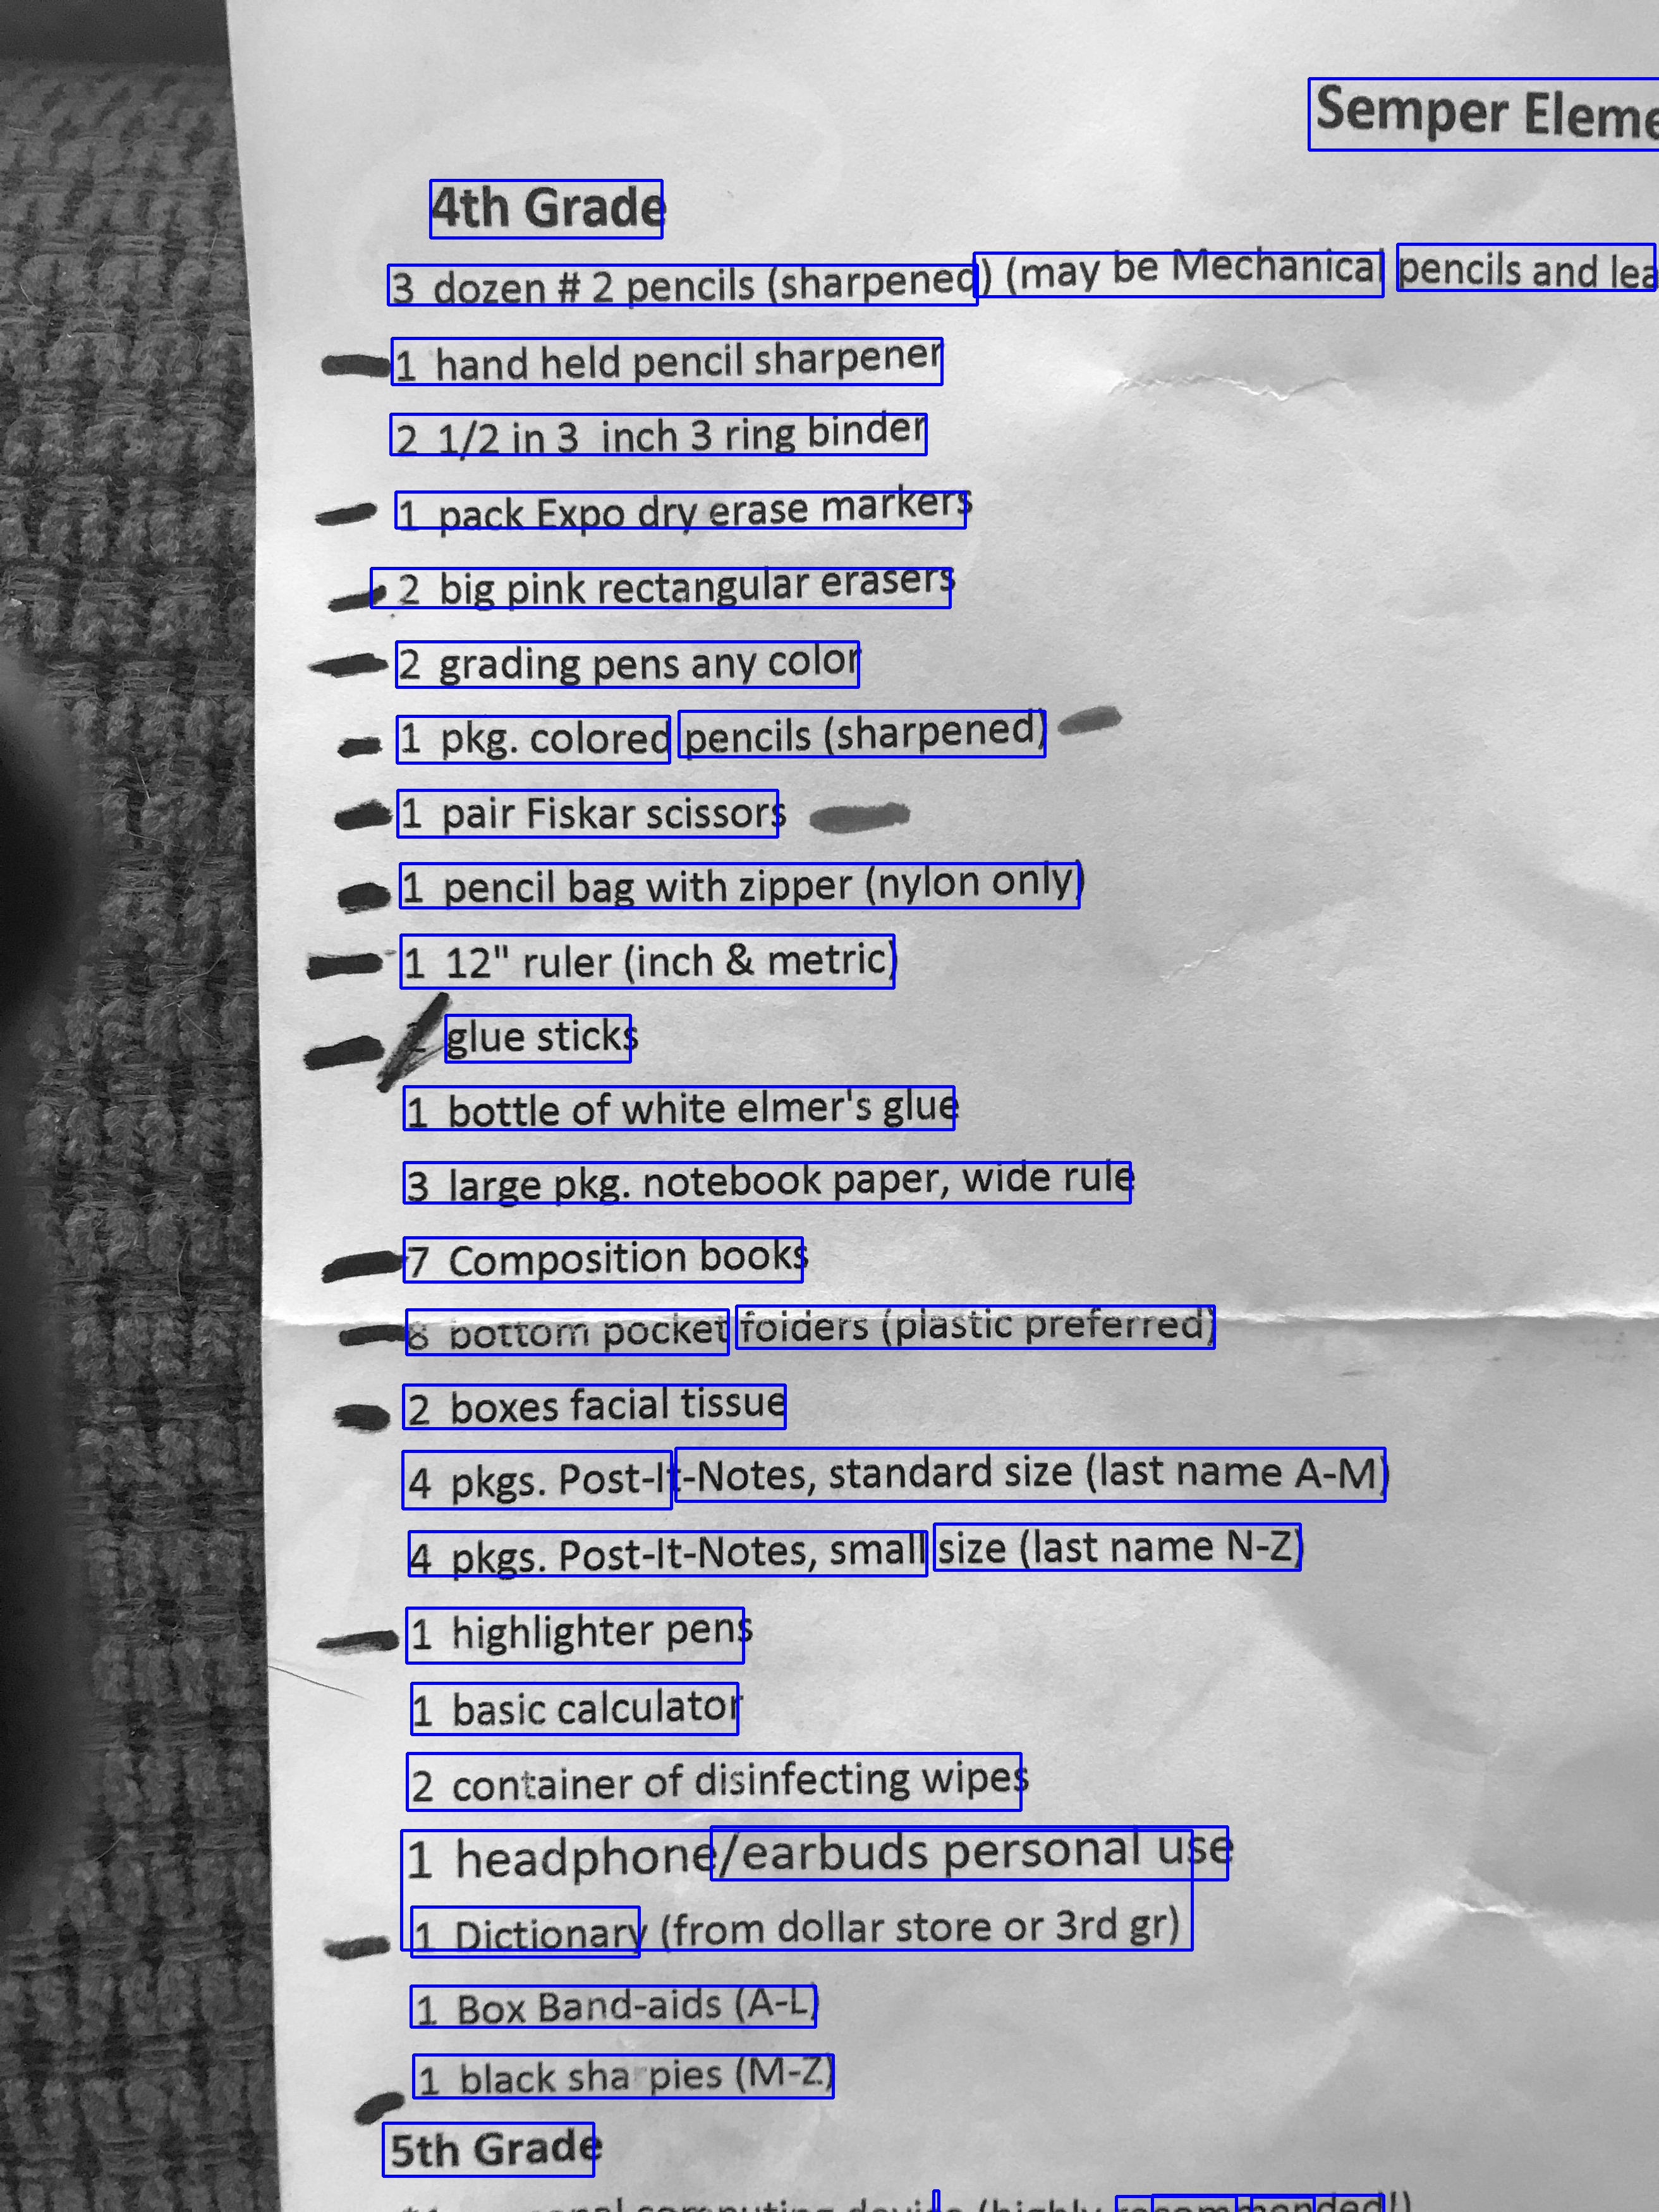 Semper Eleme
4th Grade
3 dozen # 2 pencils (sharpened) (may be Mechanical pencils and lea
1 hand held pencil sharpener
2 1/2 in 3 inch 3 ring binder
1 pack Expo dry erase markers
2 big pink rectangular erasers
2 grading pens any color
1 pkg. colored pencils (sharpened)
1 pair Fiskar scissors
1 pencil bag with zipper (nylon only)
1 12" ruler (inch & metric)
glue sticks
1 bottle of white elmer's glue
3 large pkg. notebook paper, wide rule
7 Composition books
8 bottom pocket folders (plastic preferred)
2 boxes facial tissue
4 pkgs. Post-It-Notes, standard size (last name A-M)
4 pkgs. Post-It-Notes, small size (last name N-Z)
1 highlighter pens
1 basic calculator
2 container of disinfecting wipes
1 headphone/earbuds personal use
1 Dictionary (from dollar store or 3rd gr)
1 Box Band-aids (A-L)
1 black sha pies (M-Z)
5th Grade
computing device (highly recommended!)